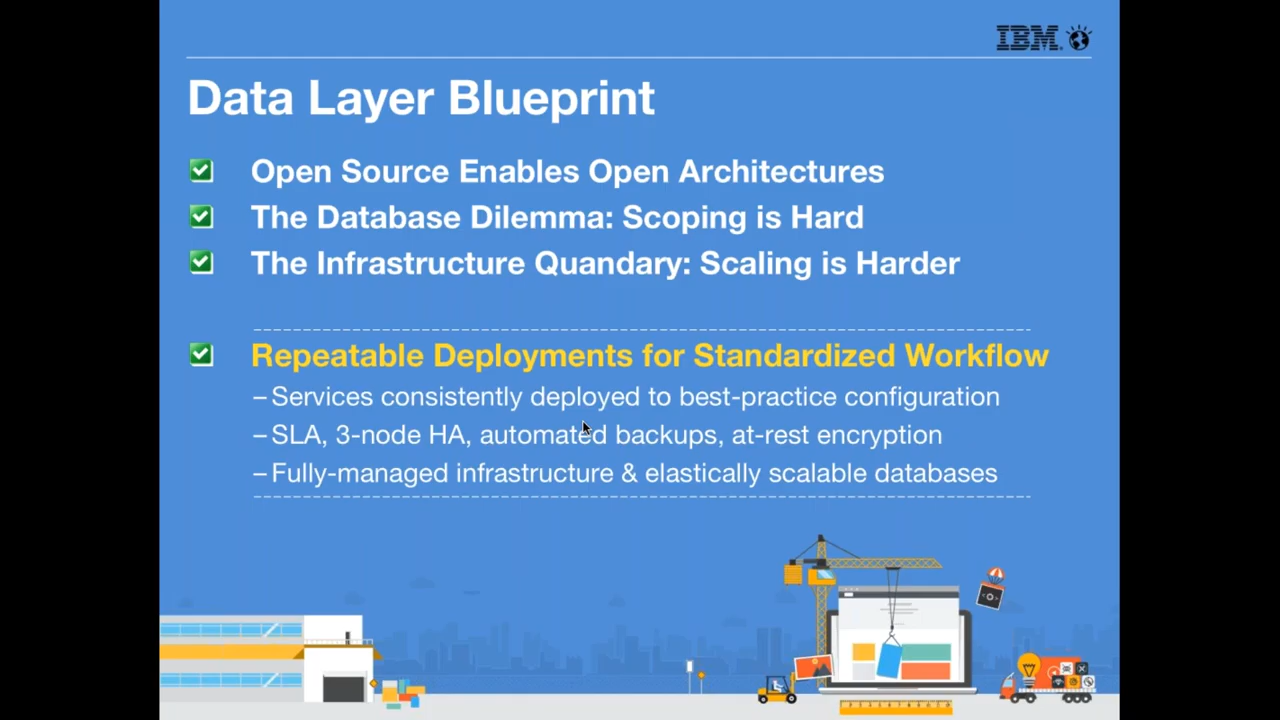 IBM.
Data Layer Blueprint
Open Source Enables Open Architectures
The Database Dilemma: Scoping is Hard
The Infrastructure Quandary: Scaling is Harder
Repeatable Deployments for Standardized Workflow
– Services consistently deployed to best-practice configuration
– SLA, 3-node HA, automated backups, at-rest encryption
– Fully-managed infrastructure & elastically scalable databases